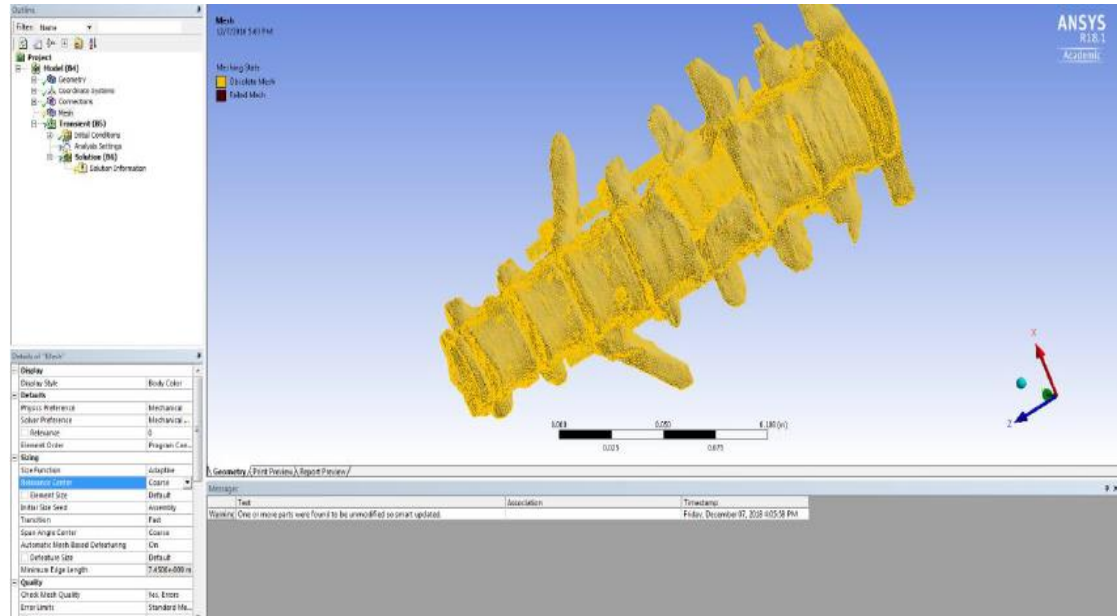 Outline
Filter: Name
Project
Model (B4)
Geometry
Coordinate Systems
Connections
Mesh
Transient (B5)
Initial Conditions
Analysis Settings
Solution (B6)
Solution Information
Mesh
Meshing Stats
Obsolete Mesh
Failed Mesh
ANSYS
R18.1
Academic
X
Z
0.000
0.050
0.100 (m)
0.025
0.075
Geometry / Print Preview / Report Preview
Details of "Mesh"
Display
Display Style Body Color
Defaults
Physics Preference Mechanical
Solver Preference Mechanical ...
Relevance 0
Element Order Program Con...
Sizing
Size Function Adaptive
Relevance Center Coarse
Element Size Default
Initial Size Seed Assembly
Transition Fast
Span Angle Center Coarse
Automatic Mesh Based Defeaturing On
Defeature Size Default
Minimum Edge Length
Quality
Check Mesh Quality Yes, Errors
Error Limits Standard Me...
Messages
Text Association Timestamp
Warning One or more parts were found to be unmodified so smart updated. Friday, December 07, 2018 4:05:58 PM